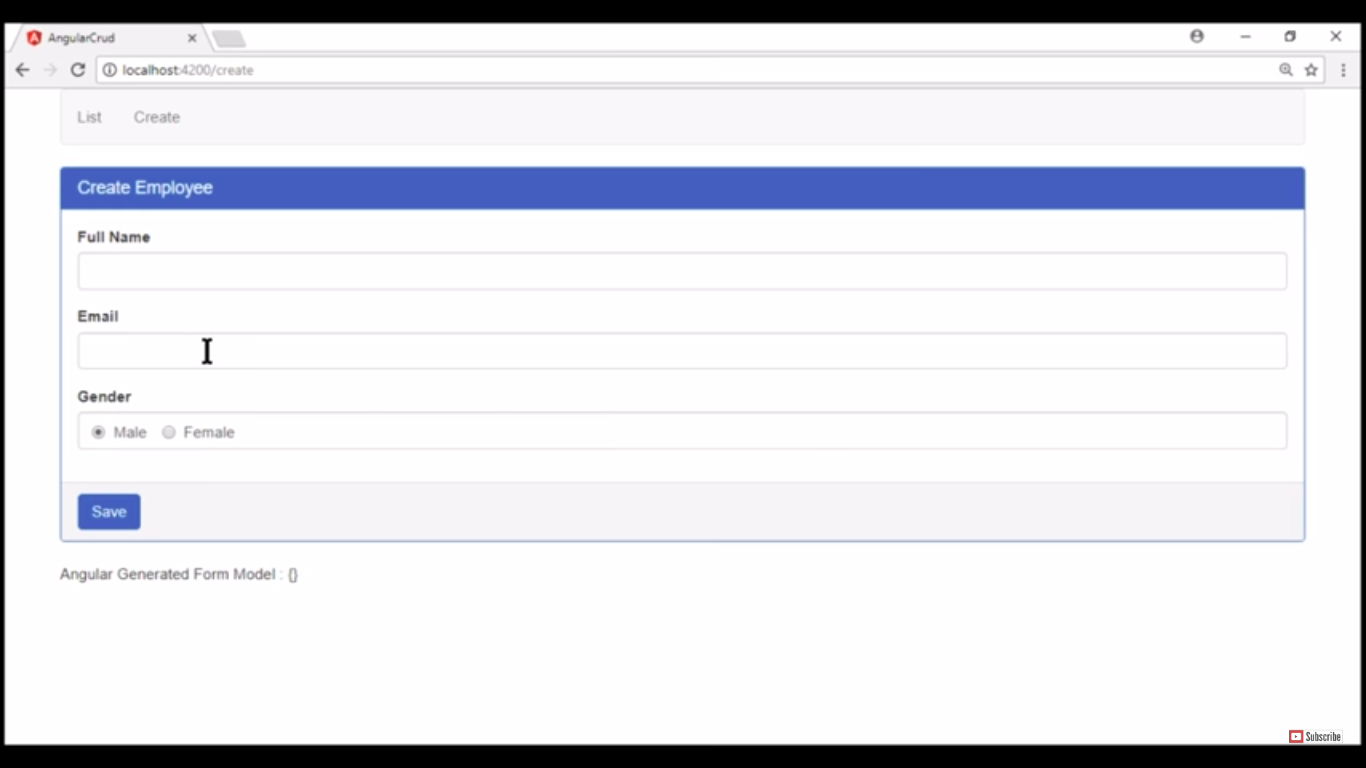 AngularCrud
localhost:4200/create
List Create
Create Employee
Full Name
Email
Gender
Male Female
Save
Angular Generated Form Model : {}
Subscribe